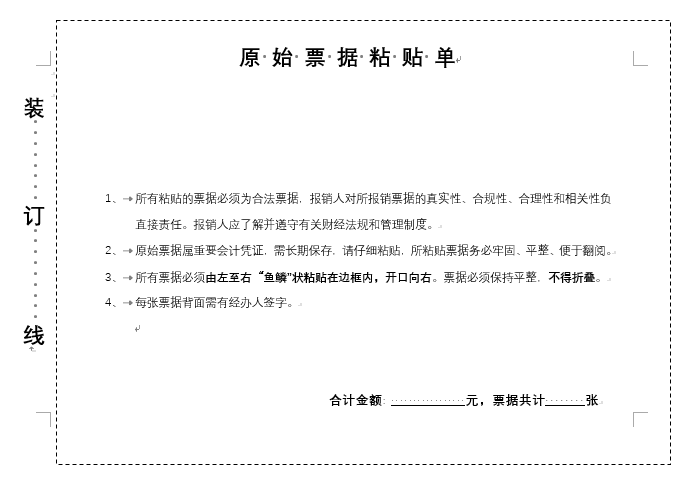 原始票据粘贴单
装
订
线
1、所有粘贴的票据必须为合法票据，报销人对所报销票据的真实性、合规性、合理性和相关性负
直接责任。报销人应了解并遵守有关财经法规和管理制度。
2、原始票据属重要会计凭证，需长期保存，请仔细粘贴，所粘贴票据务必牢固、平整、便于翻阅。
3、所有票据必须由左至右“鱼鳞”状粘贴在边框内，开口向右。票据必须保持平整，不得折叠。
4、每张票据背面需有经办人签字。
合计金额：元，票据共计张